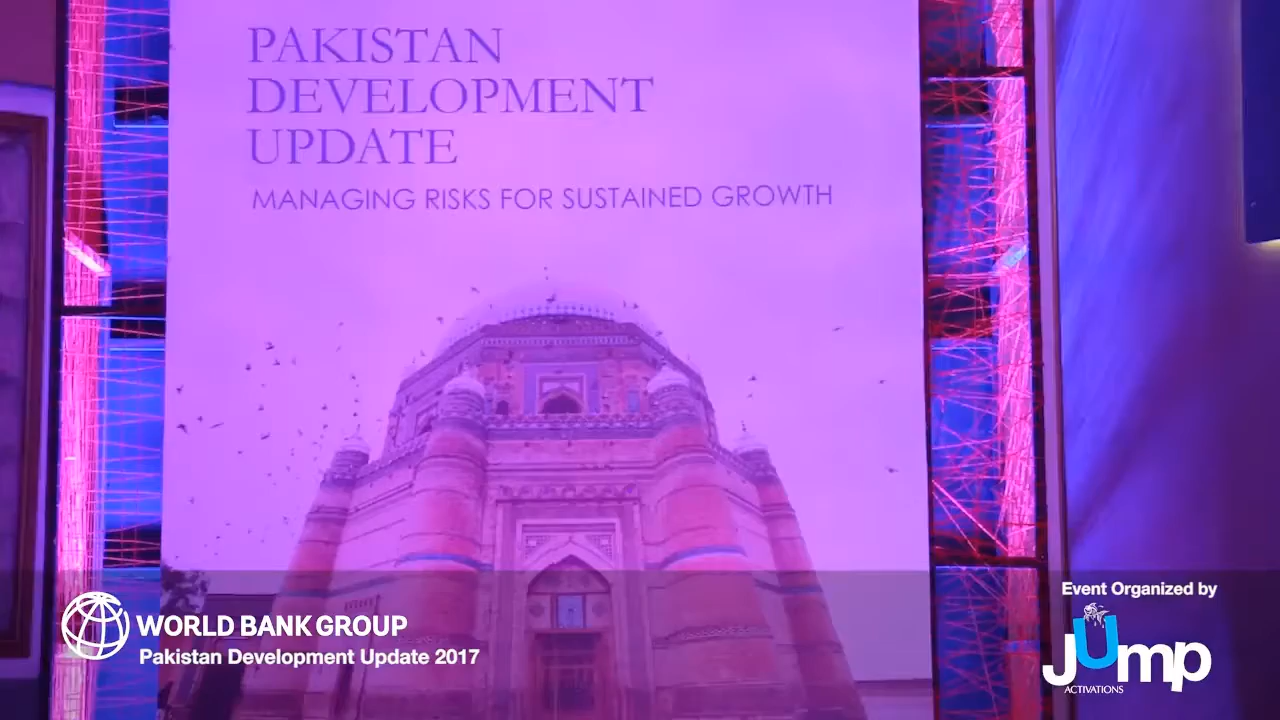 PAKISTAN
DEVELOPMENT
UPDATE
MANAGING RISKS FOR SUSTAINED GROWTH
WORLD BANK GROUP
Pakistan Development Update 2017
Event Organized by
JUmp
ACTIVATIONS